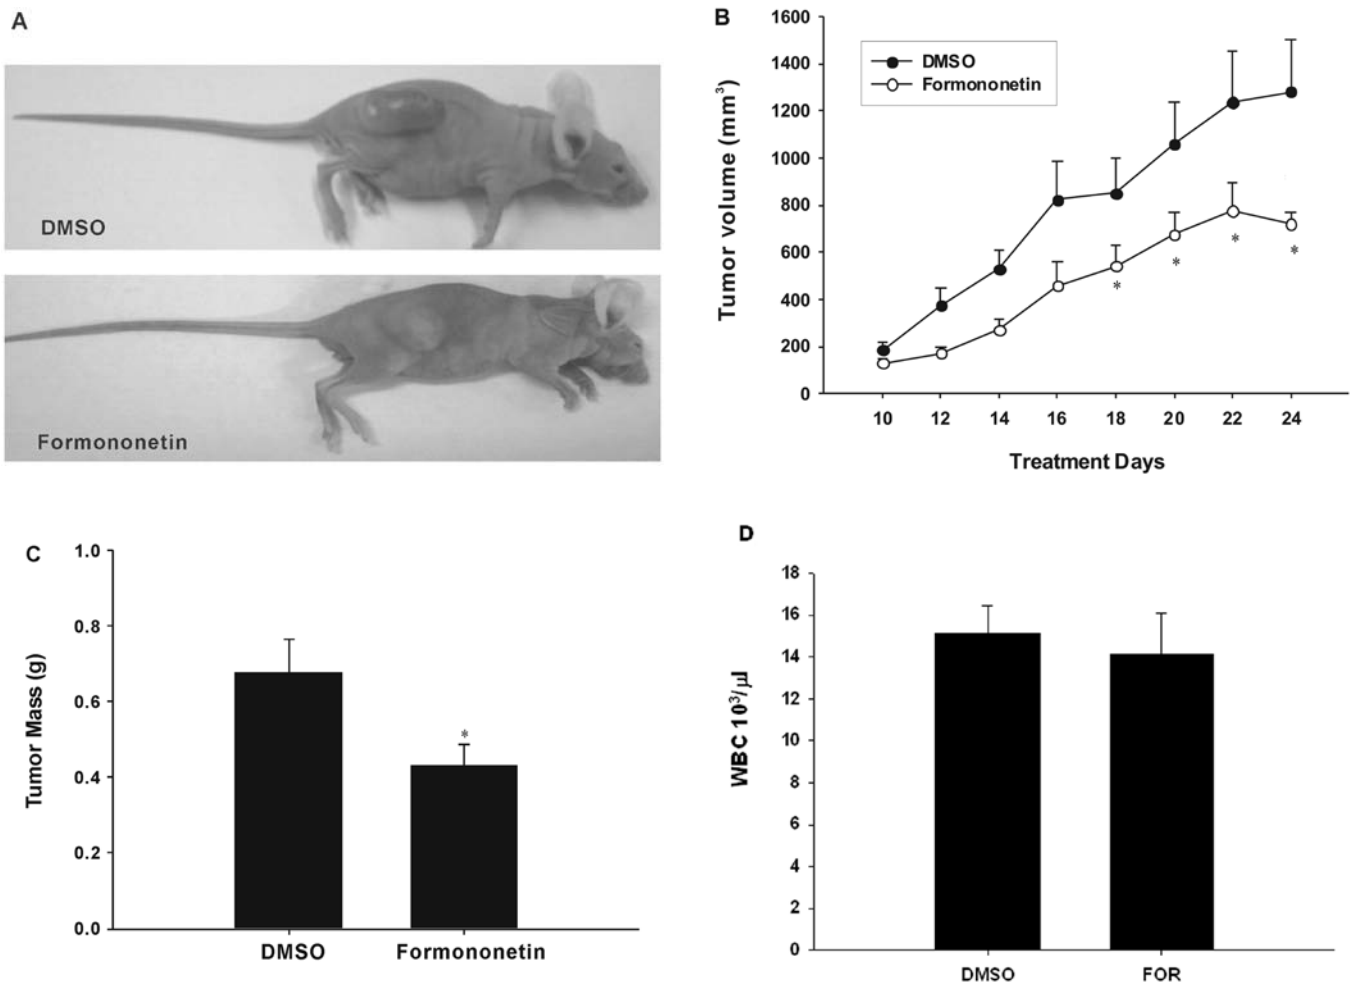 A
DMSO
Formononetin
B
1600
1400
1200
1000
800
600
400
200
0
Tumor volume (mm³)
DMSO
Formononetin
*
*
*
*
10 12 14 16 18 20 22 24
Treatment Days
C
1.0
0.8
0.6
0.4
0.2
0.0
Tumor Mass (g)
*
DMSO Formononetin
D
18
16
14
12
10
8
6
4
2
0
WBC 10³/µl
DMSO FOR